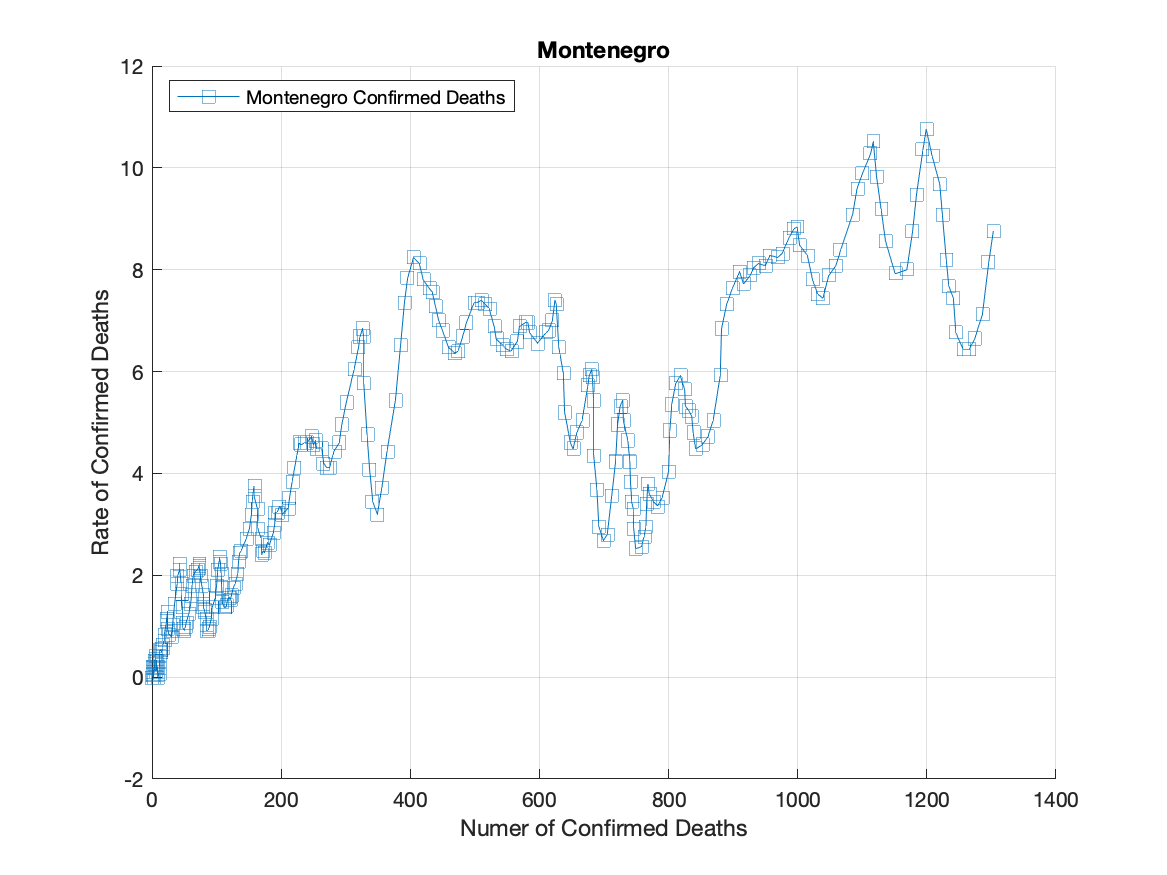 Montenegro
Montenegro Confirmed Deaths
Rate of Confirmed Deaths
12
10
8
6
4
2
0
-2
0 200 400 600 800 1000 1200 1400
Numer of Confirmed Deaths